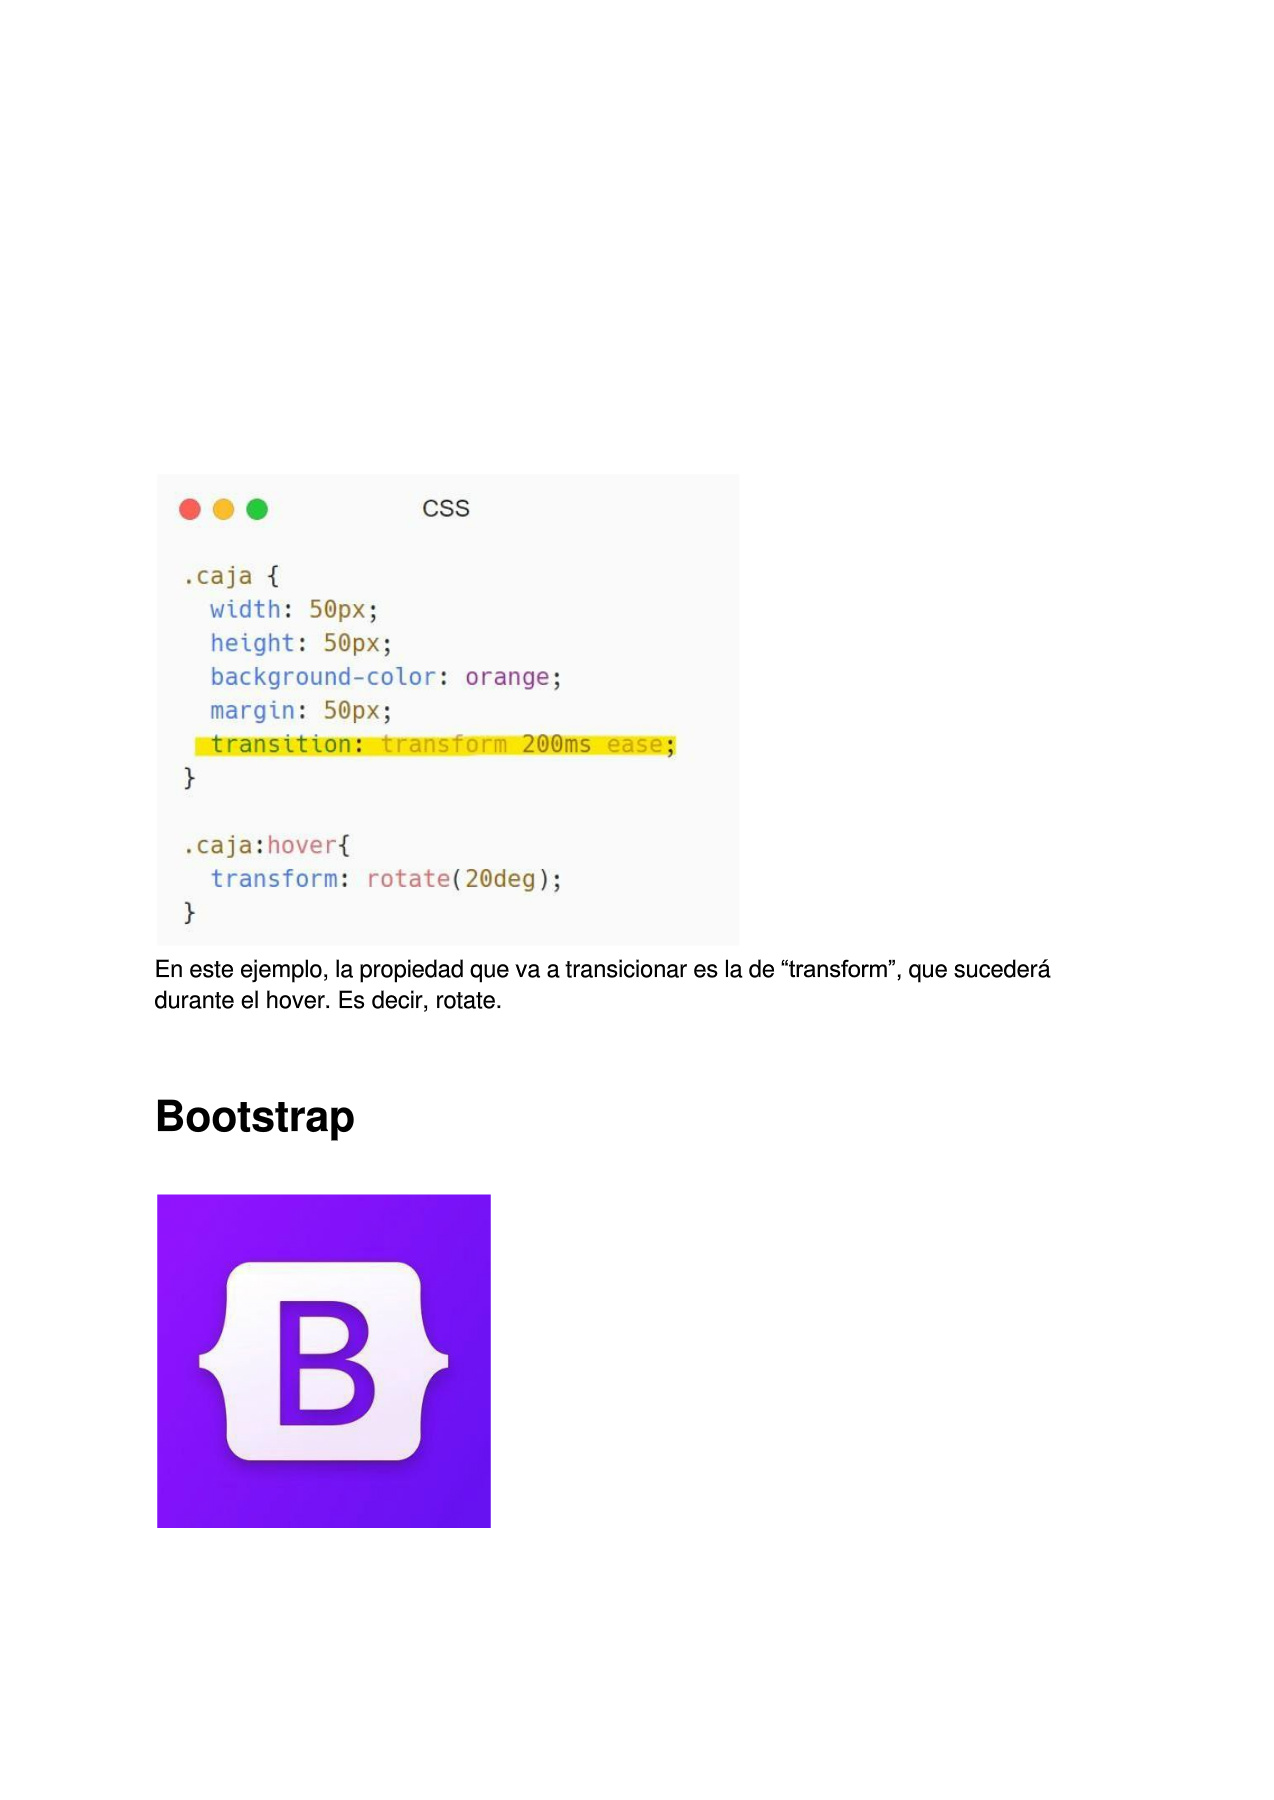 CSS
.caja {
  width: 50px;
  height: 50px;
  background-color: orange;
  margin: 50px;
  transition: transform 200ms ease;
}
.caja:hover{
  transform: rotate(20deg);
}
En este ejemplo, la propiedad que va a transicionar es la de “transform”, que sucederá
durante el hover. Es decir, rotate.
Bootstrap
B